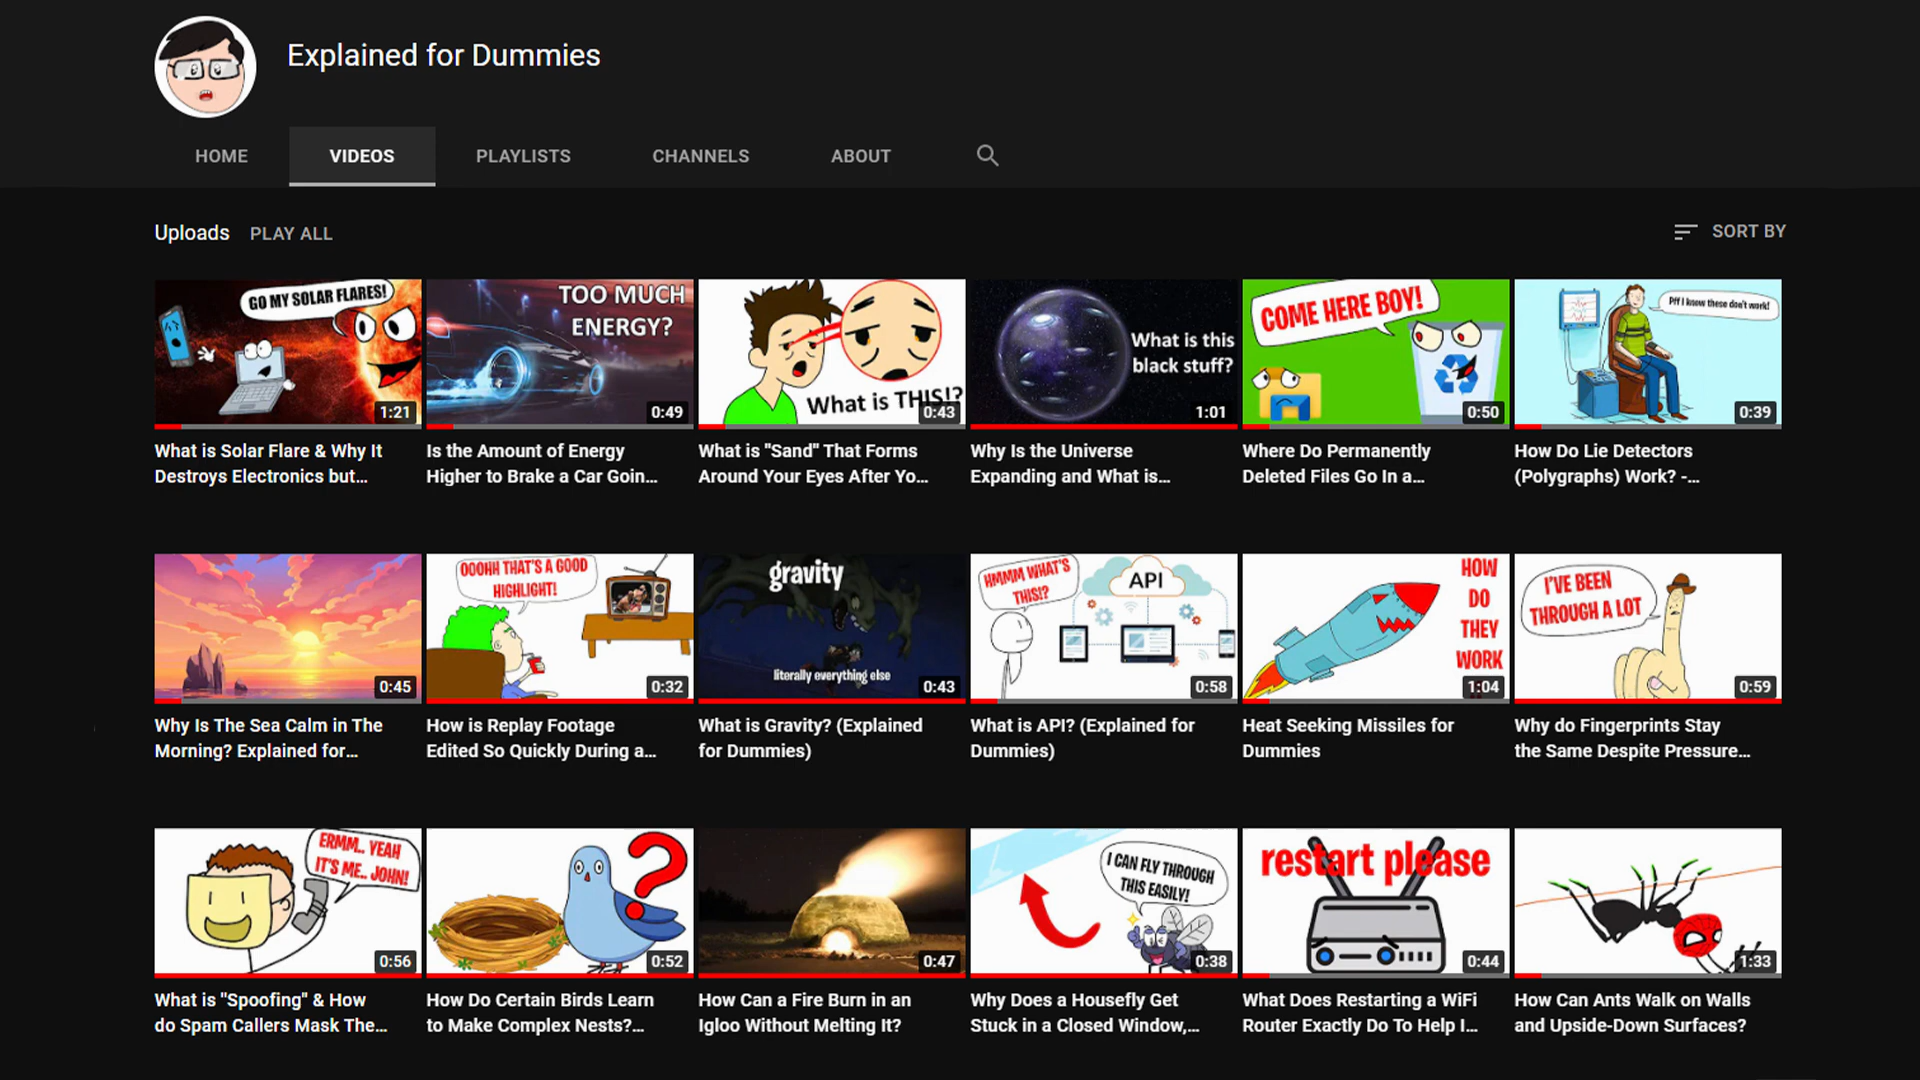 Explained for Dummies
HOME VIDEOS PLAYLISTS CHANNELS ABOUT
Uploads PLAY ALL SORT BY
GO MY SOLAR FLARES!
1:21
What is Solar Flare & Why It
Destroys Electronics but...
TOO MUCH
ENERGY?
0:49
Is the Amount of Energy
Higher to Brake a Car Goin...
What is THIS!?
0:43
What is "Sand" That Forms
Around Your Eyes After Yo...
What is this
black stuff?
1:01
Why Is the Universe
Expanding and What is...
COME HERE BOY!
0:50
Where Do Permanently
Deleted Files Go In a...
Pff I know these don't work!
0:39
How Do Lie Detectors
(Polygraphs) Work? -...
0:45
Why Is The Sea Calm in The
Morning? Explained for...
OOOHH THAT'S A GOOD
HIGHLIGHT!
0:32
How is Replay Footage
Edited So Quickly During a...
gravity
literally everything else
0:43
What is Gravity? (Explained
for Dummies)
HMMM WHAT'S
THIS!?
API
0:58
What is API? (Explained for
Dummies)
HOW
DO
THEY
WORK
1:04
Heat Seeking Missiles for
Dummies
I'VE BEEN
THROUGH A LOT
0:59
Why do Fingerprints Stay
the Same Despite Pressure...
ERMM.. YEAH
IT'S ME.. JOHN!
0:56
What is "Spoofing" & How
do Spam Callers Mask The...
?
0:52
How Do Certain Birds Learn
to Make Complex Nests?...
0:47
How Can a Fire Burn in an
Igloo Without Melting It?
I CAN FLY THROUGH
THIS EASILY!
0:38
Why Does a Housefly Get
Stuck in a Closed Window,...
restart please
0:44
What Does Restarting a WiFi
Router Exactly Do To Help I...
1:33
How Can Ants Walk on Walls
and Upside-Down Surfaces?